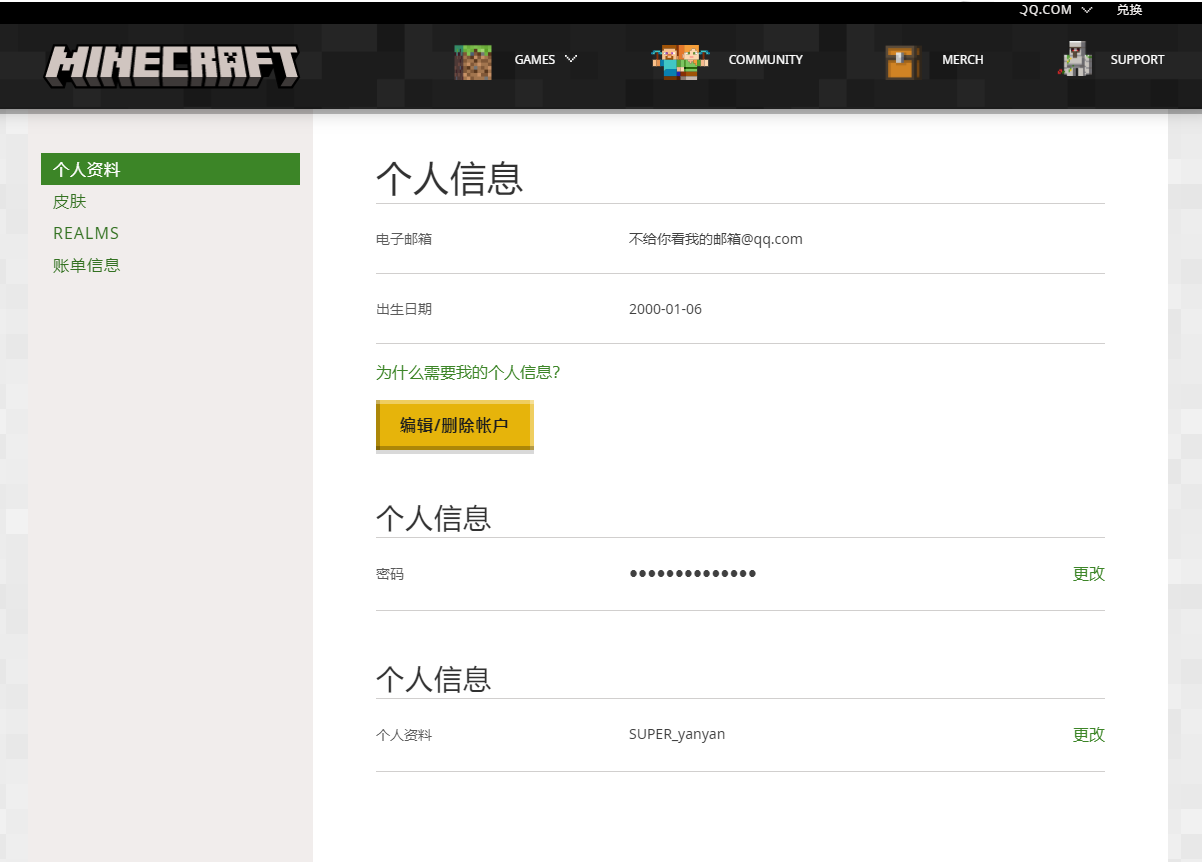 QQ.COM 兑换
MINECRAFT GAMES COMMUNITY MERCH SUPPORT
个人资料
皮肤
REALMS
账单信息
个人信息
电子邮箱 不给你看我的邮箱@qq.com
出生日期 2000-01-06
为什么需要我的个人信息?
编辑/删除帐户
个人信息
密码 •••••••••••••• 更改
个人信息
个人资料 SUPER_yanyan 更改